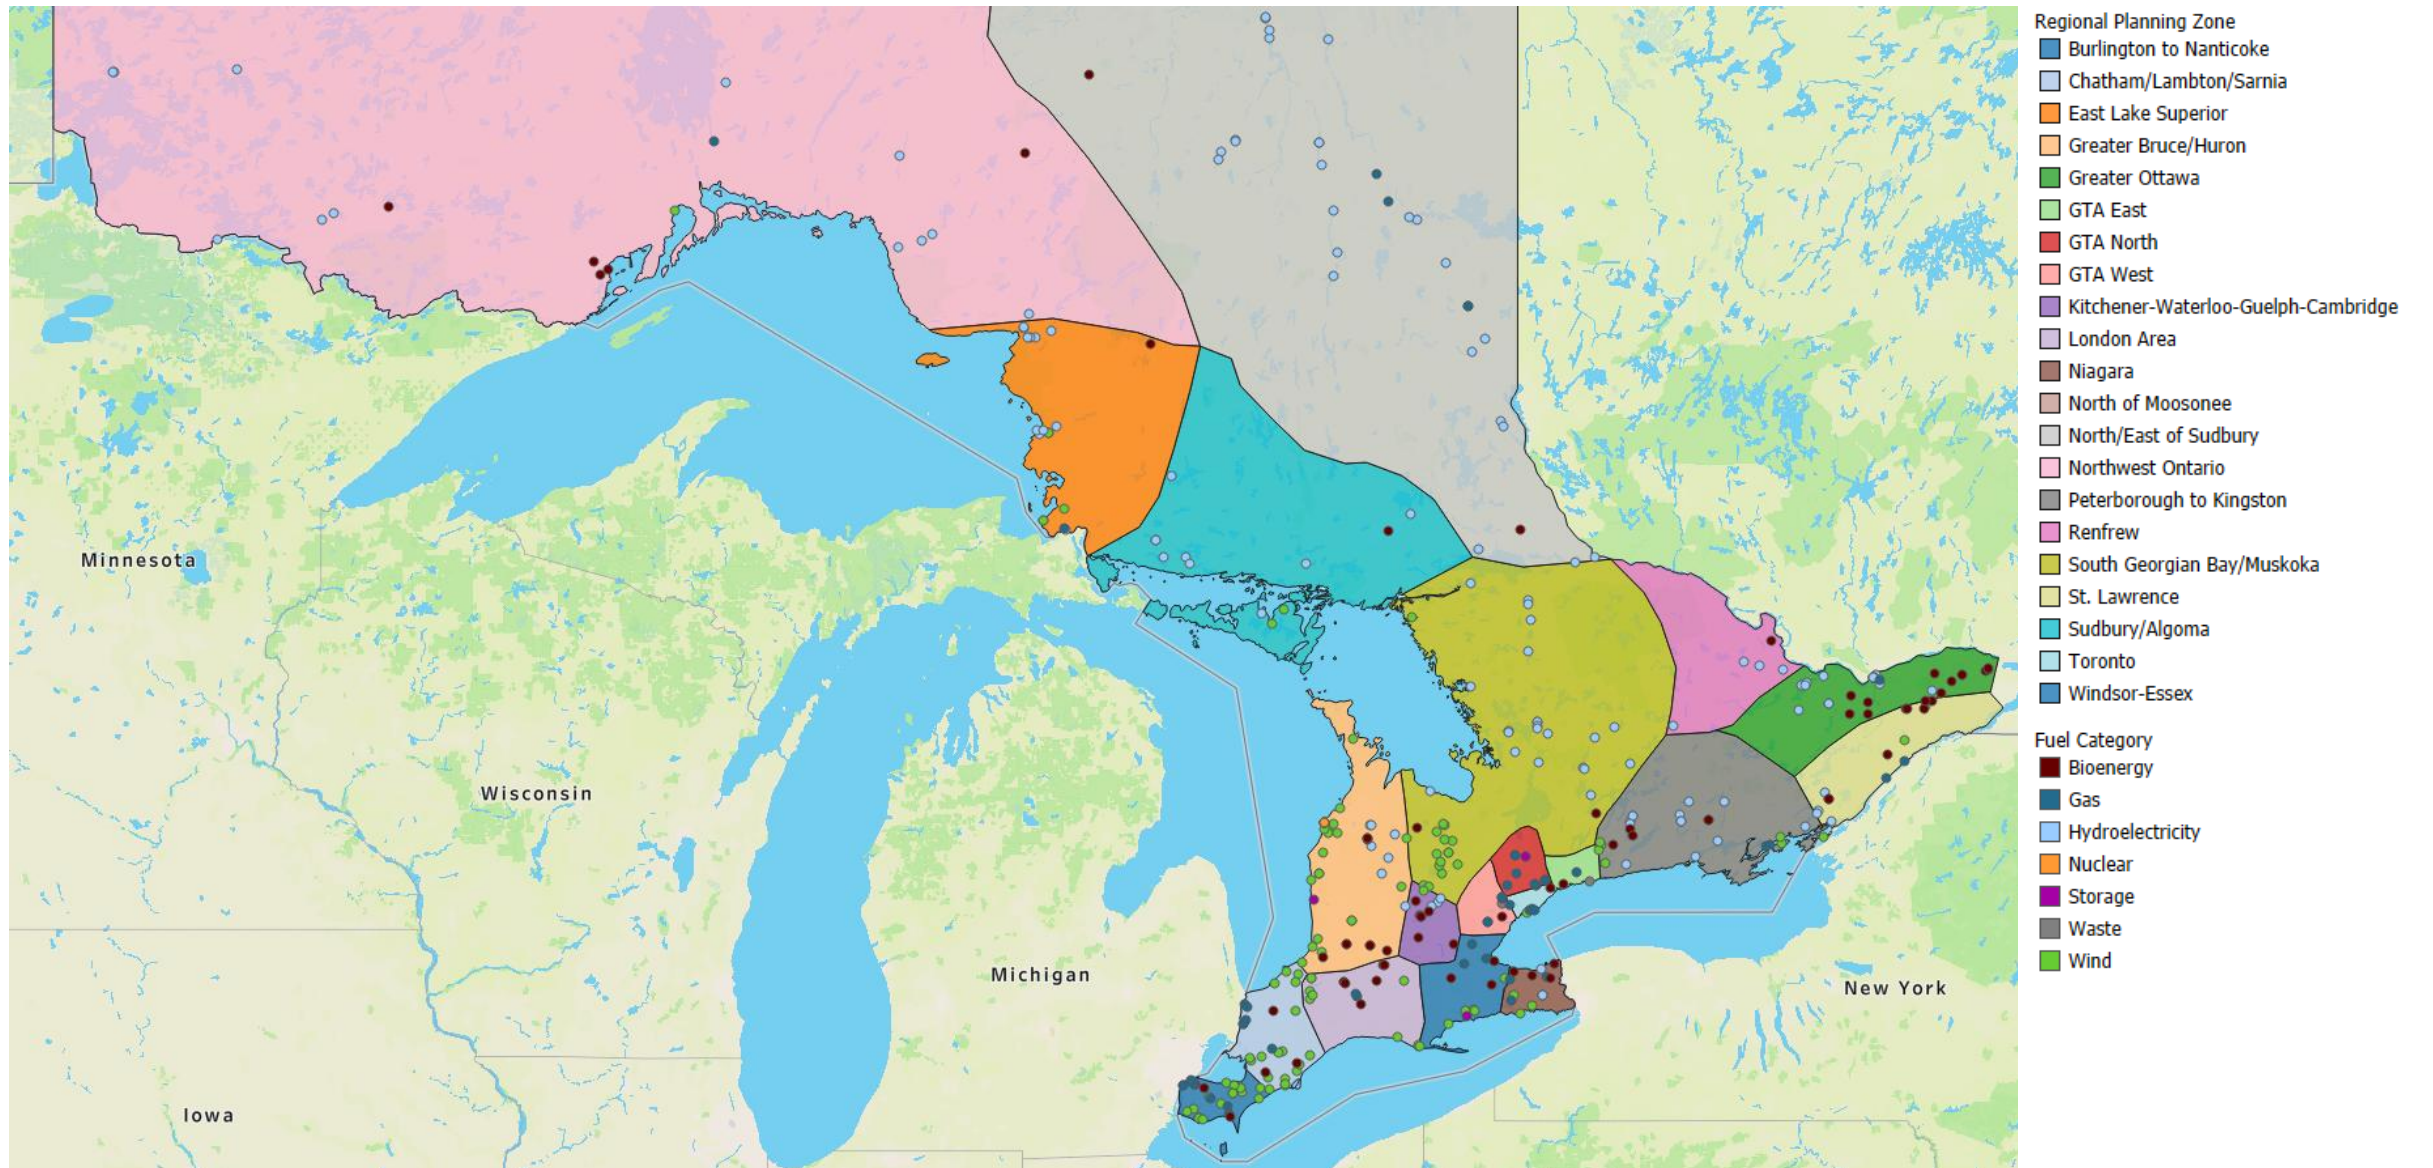 Minnesota
Wisconsin
Michigan
New York
Iowa
Regional Planning Zone
Burlington to Nanticoke
Chatham/Lambton/Sarnia
East Lake Superior
Greater Bruce/Huron
Greater Ottawa
GTA East
GTA North
GTA West
Kitchener-Waterloo-Guelph-Cambridge
London Area
Niagara
North of Moosonee
North/East of Sudbury
Northwest Ontario
Peterborough to Kingston
Renfrew
South Georgian Bay/Muskoka
St. Lawrence
Sudbury/Algoma
Toronto
Windsor-Essex
Fuel Category
Bioenergy
Gas
Hydroelectricity
Nuclear
Storage
Waste
Wind